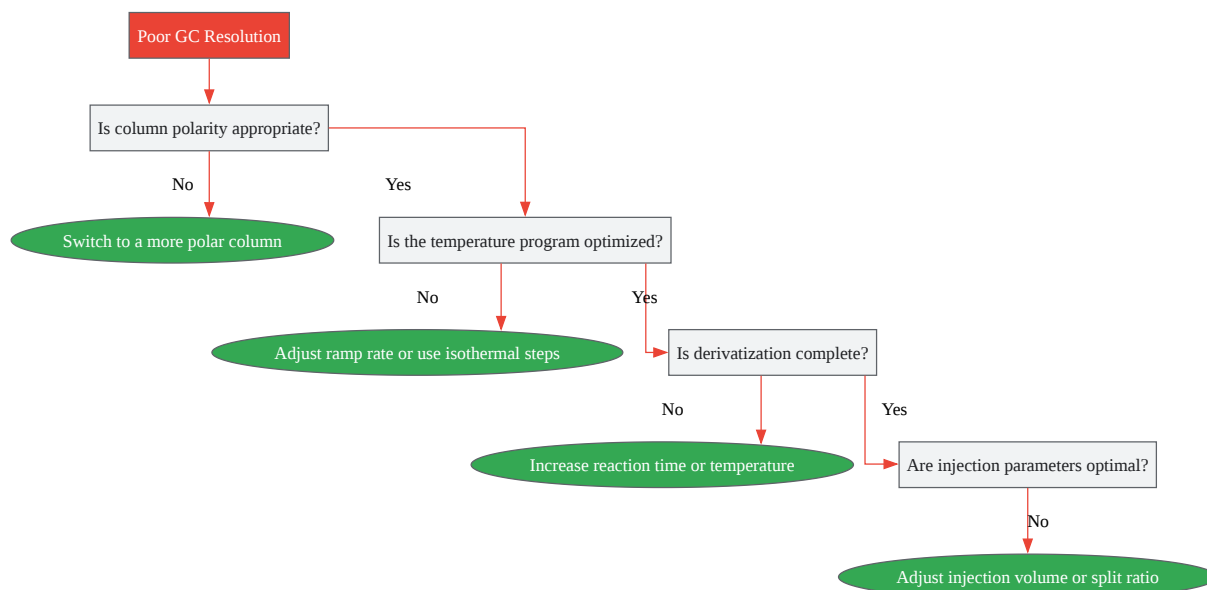 Poor GC Resolution
Is column polarity appropriate?
No
Yes
Switch to a more polar column
Is the temperature program optimized?
No
Yes
Adjust ramp rate or use isothermal steps
Is derivatization complete?
No
Yes
Increase reaction time or temperature
Are injection parameters optimal?
No
Adjust injection volume or split ratio